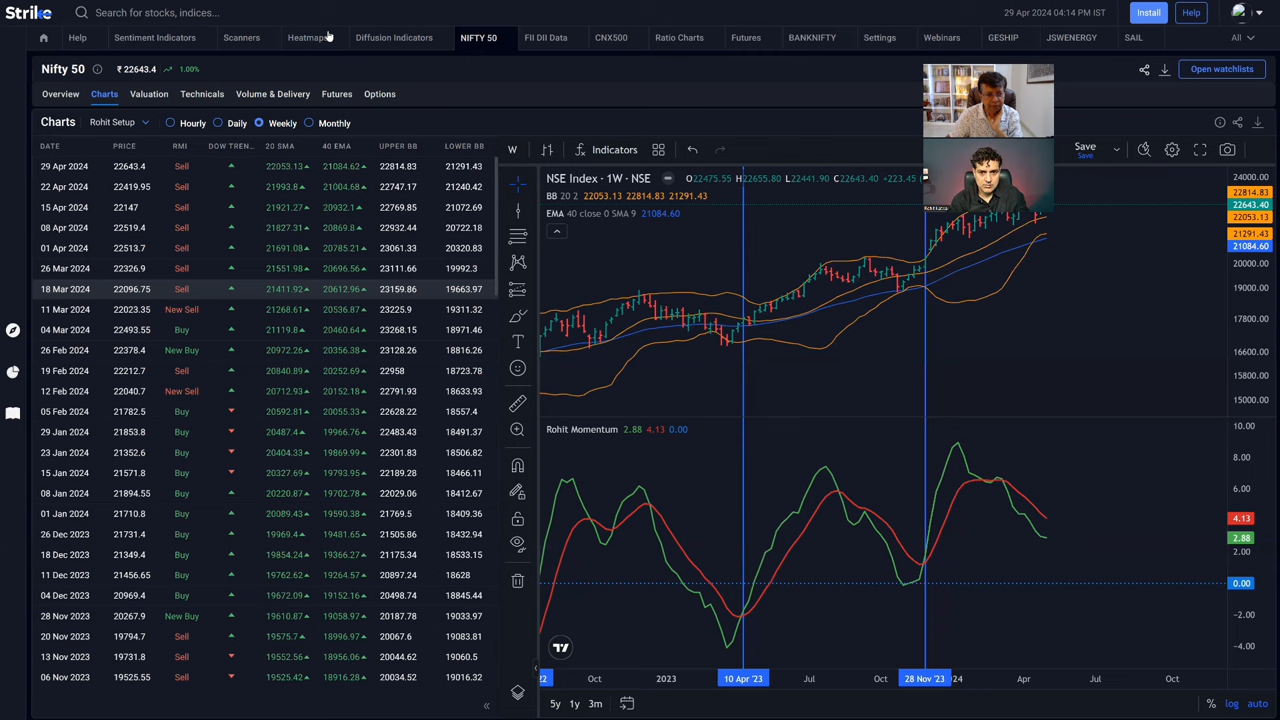 Strike
Search for stocks, indices...
29 Apr 2024 04:14 PM IST
Install
Help
Help
Sentiment Indicators
Scanners
Heatmaps
Diffusion Indicators
NIFTY 50
FII DII Data
CNX500
Ratio Charts
Futures
BANKNIFTY
Settings
Webinars
GESHIP
JSWENERGY
SAIL
All
Nifty 50 ₹ 22643.4 1.00%
Open watchlists
Overview Charts Valuation Technicals Volume & Delivery Futures Options
Charts Rohit Setup Hourly Daily Weekly Monthly
DATE PRICE RMI DOW TREN... 20 SMA 40 EMA UPPER BB LOWER BB
29 Apr 2024 22643.4 Sell 22053.13 21084.62 22814.83 21291.43
22 Apr 2024 22419.95 Sell 21993.8 21004.68 22747.17 21240.42
15 Apr 2024 22147 Sell 21921.27 20932.1 22769.85 21072.69
08 Apr 2024 22519.4 Sell 21827.31 20869.8 22932.44 20722.18
01 Apr 2024 22513.7 Sell 21691.08 20785.21 23061.33 20320.83
26 Mar 2024 22326.9 Sell 21551.98 20696.56 23111.66 19992.3
18 Mar 2024 22096.75 Sell 21411.92 20612.96 23159.86 19663.97
11 Mar 2024 22023.35 New Sell 21268.61 20536.87 23225.9 19311.32
04 Mar 2024 22493.55 Buy 21119.8 20460.64 23268.15 18971.46
26 Feb 2024 22378.4 New Buy 20972.26 20356.38 23128.26 18816.26
19 Feb 2024 22212.7 Sell 20840.89 20252.69 22958 18723.78
12 Feb 2024 22040.7 New Sell 20712.93 20152.18 22791.93 18633.93
05 Feb 2024 21782.5 Buy 20592.81 20055.33 22628.22 18557.4
29 Jan 2024 21853.8 Buy 20487.4 19966.76 22483.43 18491.37
23 Jan 2024 21352.6 Buy 20404.33 19869.99 22301.83 18506.82
15 Jan 2024 21571.8 Buy 20327.69 19793.95 22189.28 18466.11
08 Jan 2024 21894.55 Buy 20220.87 19702.78 22029.06 18412.67
01 Jan 2024 21710.8 Buy 20089.43 19590.38 21769.5 18409.36
26 Dec 2023 21731.4 Buy 19969.4 19481.65 21505.86 18432.94
18 Dec 2023 21349.4 Buy 19854.24 19366.27 21175.34 18533.15
11 Dec 2023 21456.65 Buy 19762.62 19264.57 20897.24 18628
04 Dec 2023 20969.4 Buy 19672.09 19152.16 20498.74 18845.44
28 Nov 2023 20267.9 New Buy 19610.87 19058.97 20187.78 19033.97
20 Nov 2023 19794.7 Sell 19575.7 18996.97 20067.6 19083.81
13 Nov 2023 19731.8 Sell 19552.56 18956.06 20044.62 19060.5
06 Nov 2023 19525.55 Sell 19525.42 18916.28 20034.52 19016.32
W Indicators Save
Save
NSE Index · 1W · NSE O22475.55 H22655.80 L22441.90 C22643.40 +223.45
BB 20 2 22053.13 22814.83 21291.43
EMA 40 close 0 SMA 9 21084.60
24000.00
22814.83
22643.40
22053.13
21291.43
21084.60
20000.00
19000.00
17800.00
16600.00
15800.00
15000.00
Rohit Momentum 2.88 4.13 0.00
10.00
8.00
6.00
4.13
2.88
2.00
0.00
−2.00
−4.00
22 Oct 2023 10 Apr '23 Jul Oct 28 Nov '23 24 Apr Jul Oct
5y 1y 3m
% log auto